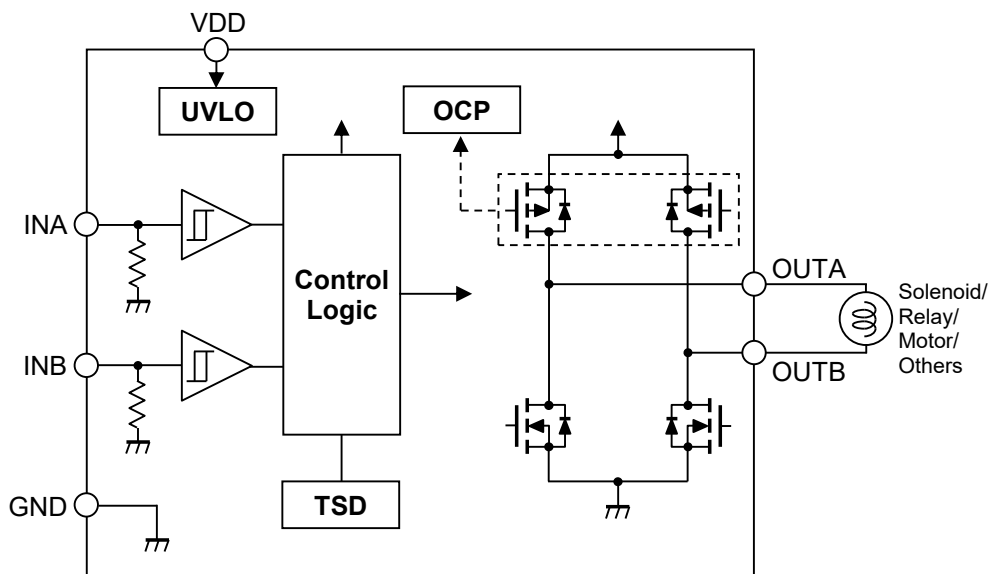 VDD
UVLO
OCP
INA
Control
Logic
OUTA
Solenoid/
Relay/
Motor/
Others
INB
OUTB
GND
TSD